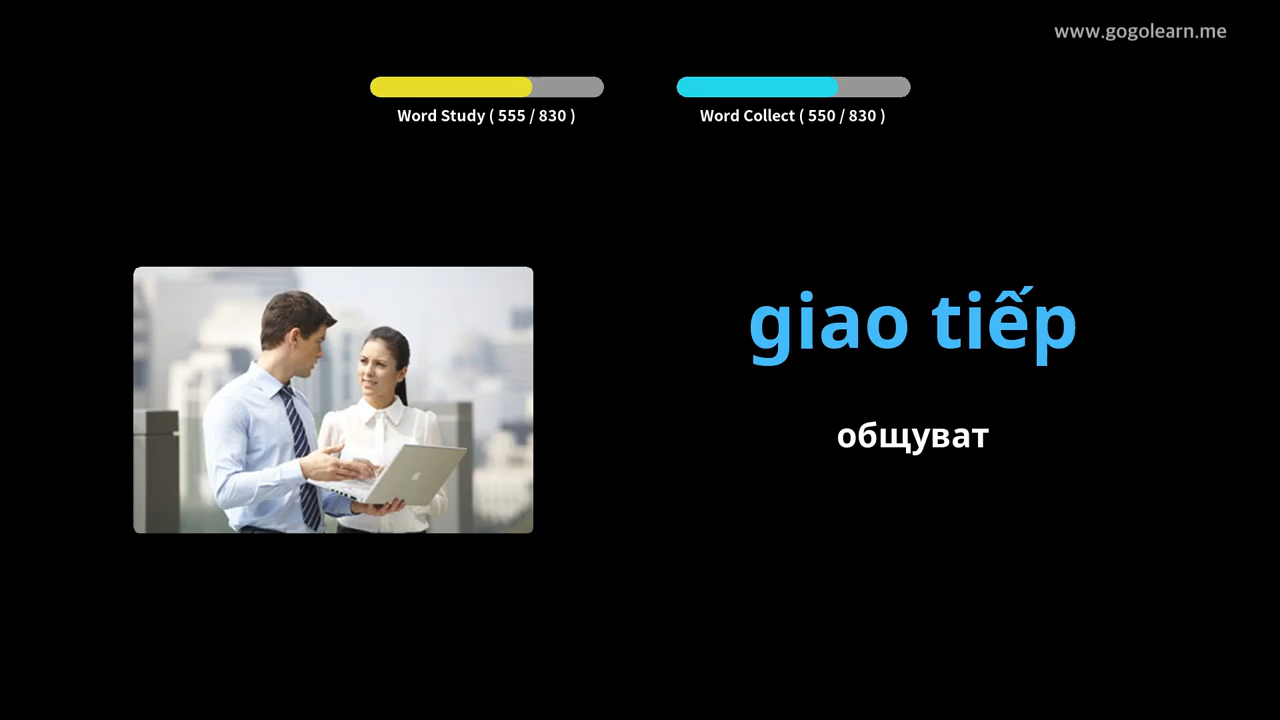 www.gogolearn.me
Word Study ( 555 / 830 )
Word Collect ( 550 / 830 )
giao tiếp
общуват